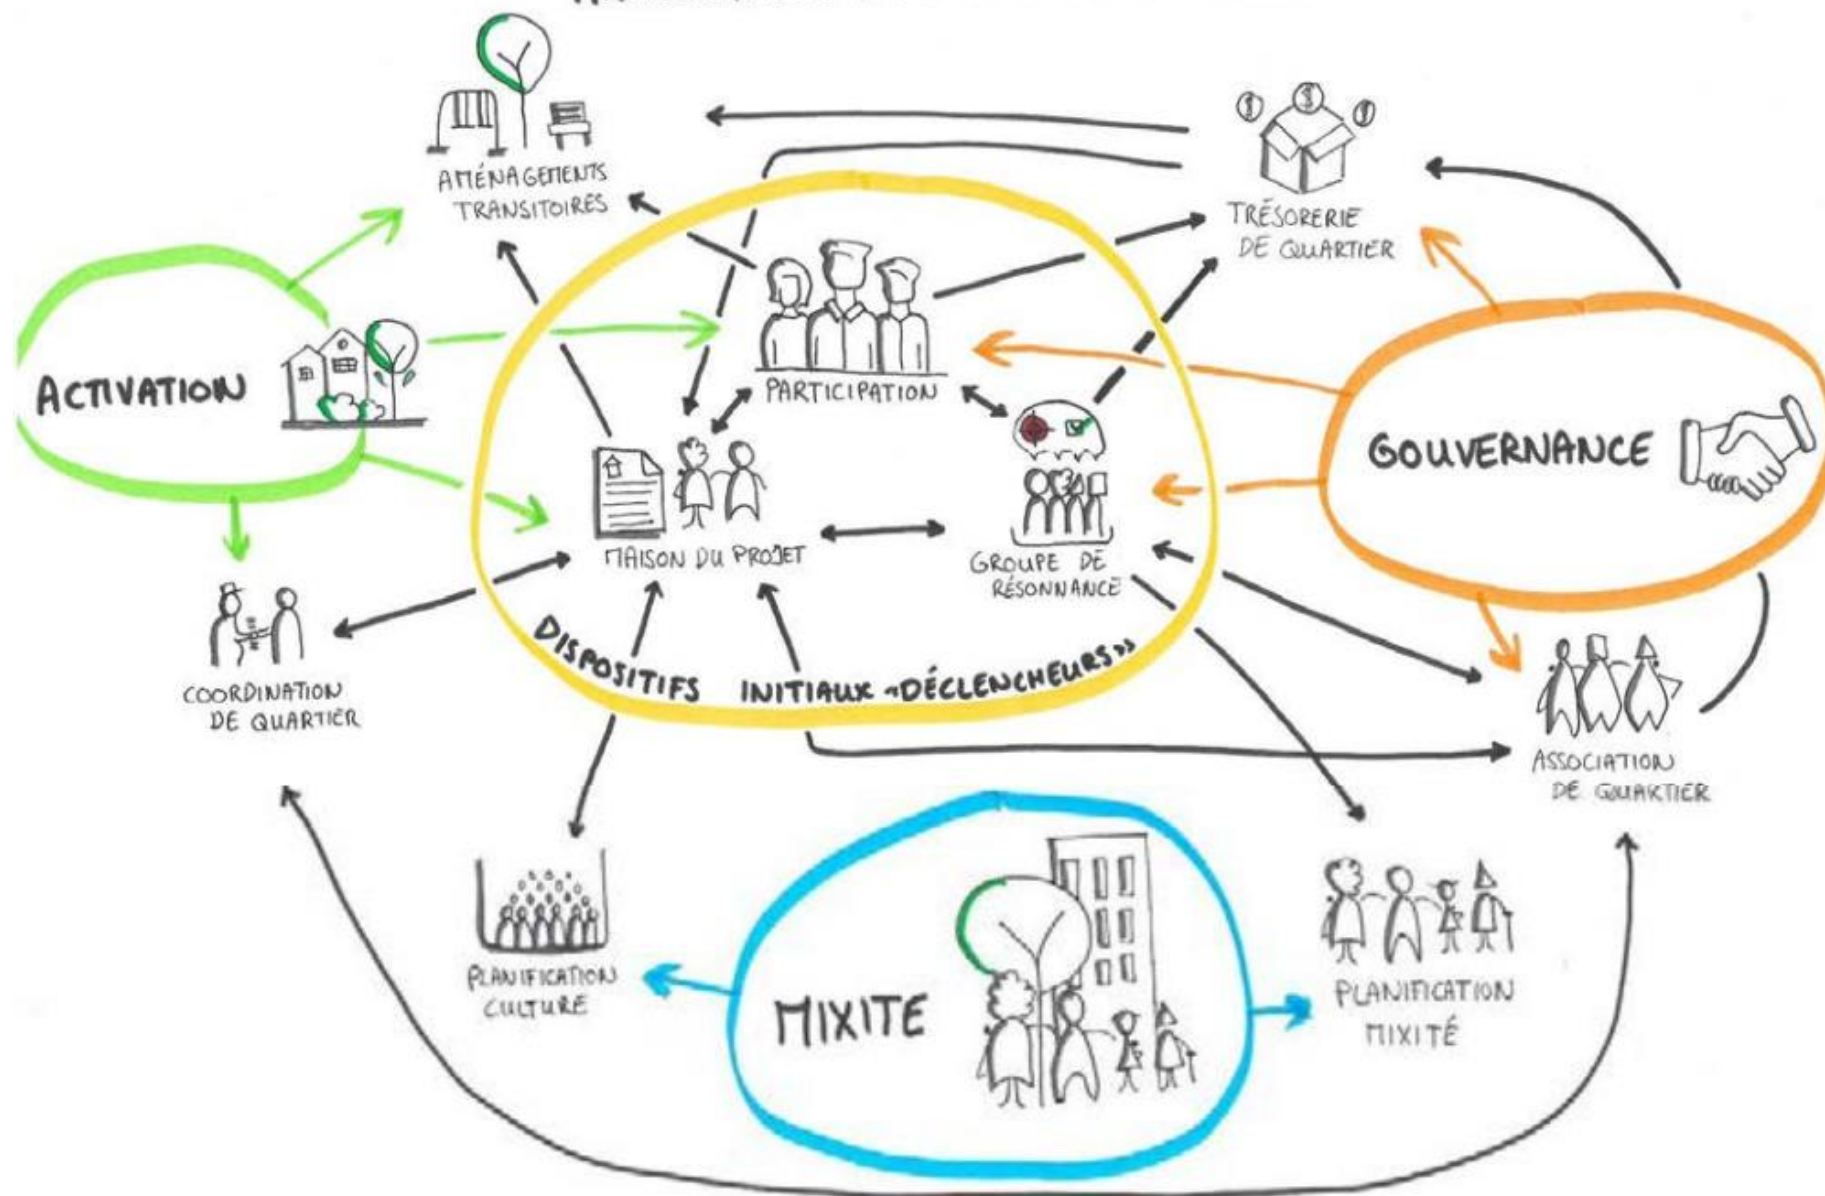 AMÉNAGEMENTS
TRANSITOIRES
TRÉSORERIE
DE QUARTIER
ACTIVATION
PARTICIPATION
GOUVERNANCE
MAISON DU PROJET
GROUPE DE
RÉSONNANCE
DISPOSITIFS INITIAUX «DÉCLENCHEURS»
COORDINATION
DE QUARTIER
ASSOCIATION
DE QUARTIER
PLANIFICATION
CULTURE
MIXITE
PLANIFICATION
MIXITÉ